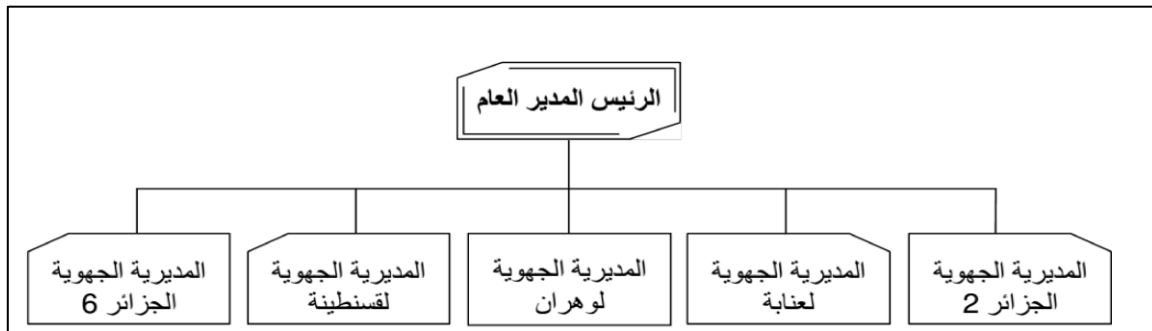 الرئيس المدير العام
المديرية الجهوية
الجزائر 2
المديرية الجهوية
لعنابة
المديرية الجهوية
لوهران
المديرية الجهوية
لقسنطينة
المديرية الجهوية
الجزائر 6